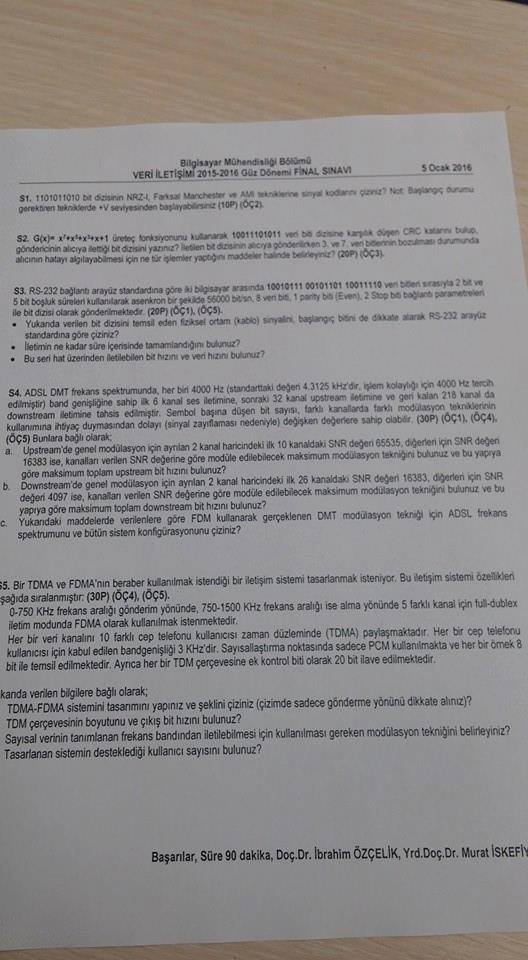 Bilgisayar Mühendisliği Bölümü
VERİ İLETİŞİMİ 2015-2016 Güz Dönemi FİNAL SINAVI 5 Ocak 2016
S1. 1101011010 bit dizisinin NRZ-I, Farksal Manchester ve AMI tekniklerine sinyal kodlarını çiziniz? Not: Başlangıç durumu
gerektiren tekniklerde +V seviyesinden başlayabilirsiniz (10P) (ÖÇ2).
S2. G(x)= üreteç fonksiyonunu kullanarak 10011101011 veri bti dizisine karşılık düşen CRC katarını bulup,
göndericinin alıcıya ilettiği bit dizisini yazınız? İletilen bit dizisinin alıcıya gönderilirken 3. ve 7. veri bitlerinin bozulması durumunda
alıcının hatayı algılayabilmesi için ne tür işlemler yaptığını maddeler halinde belirleyiniz? (20P) (ÖÇ3).
S3. RS-232 bağlantı arayüz standardına göre iki bilgisayar arasında 10010111 00101101 10011110 veri bitleri sırasıyla 2 bit ve
5 bit boşluk süreleri kullanılarak asenkron bir şekilde 56000 bit/sn, 8 veri biti, 1 parity biti (Even), 2 Stop biti bağlantı parametreleri
ile bit dizisi olarak gönderilmektedir. (20P) (ÖÇ1), (ÖÇ5).
• Yukarıda verilen bit dizisini temsil eden fiziksel ortam (kablo) sinyalini, başlangıç bitini de dikkate alarak RS-232 arayüz
standardına göre çiziniz?
• İletimin ne kadar süre içerisinde tamamlandığını bulunuz?
• Bu seri hat üzerinden iletilebilen bit hızını ve veri hızını bulunuz?
S4. ADSL DMT frekans spektrumunda, her biri 4000 Hz (standarttaki değeri 4.3125 kHz'dir, işlem kolaylığı için 4000 Hz tercih
edilmiştir) band genişliğine sahip ilk 6 kanal ses iletimine, sonraki 32 kanal upstream iletimine ve geri kalan 218 kanal da
downstream iletimine tahsis edilmiştir. Sembol başına düşen bit sayısı, farklı kanallarda farklı modülasyon tekniklerinin
kullanımına ihtiyaç duymasından dolayı (sinyal zayıflaması nedeniyle) değişken değerlere sahip olabilir. (30P) (ÖÇ1), (ÖÇ4),
(ÖÇ5) Bunlara bağlı olarak;
a. Upstream'de genel modülasyon için ayrılan 2 kanal haricindeki ilk 10 kanaldaki SNR değeri 65535, diğerleri için SNR değeri
16383 ise, kanalları verilen SNR değerine göre modüle edilebilecek maksimum modülasyon tekniğini bulunuz ve bu yapıya
göre maksimum toplam upstream bit hızını bulunuz?
b. Downstream'de genel modülasyon için ayrılan 2 kanal haricindeki ilk 26 kanaldaki SNR değeri 16383, diğerleri için SNR
değeri 4097 ise, kanalları verilen SNR değerine göre modüle edilebilecek maksimum modülasyon tekniğini bulunuz ve bu
yapıya göre maksimum toplam downstream bit hızını bulunuz?
c. Yukarıdaki maddelerde verilenlere göre FDM kullanarak gerçeklenen DMT modülasyon tekniği için ADSL frekans
spektrumunu ve bütün sistem konfigürasyonunu çiziniz?
S5. Bir TDMA ve FDMA'nın beraber kullanılmak istendiği bir iletişim sistemi tasarlanmak isteniyor. Bu iletişim sistemi özellikleri
şağıda sıralanmıştır: (30P) (ÖÇ4), (ÖÇ5).
0-750 KHz frekans aralığı gönderim yönünde, 750-1500 KHz frekans aralığı ise alma yönünde 5 farklı kanal için full-dublex
iletim modunda FDMA olarak kullanılmak istenmektedir.
Her bir veri kanalını 10 farklı cep telefonu kullanıcısı zaman düzleminde (TDMA) paylaşmaktadır. Her bir cep telefonu
kullanıcısı için kabul edilen bandgenişliği 3 KHz'dir. Sayısallaştırma noktasında sadece PCM kullanılmakta ve her bir örnek 8
bit ile temsil edilmektedir. Ayrıca her bir TDM çerçevesine ek kontrol biti olarak 20 bit ilave edilmektedir.
karıda verilen bilgilere bağlı olarak;
TDMA-FDMA sistemini tasarımını yapınız ve şeklini çiziniz (çizimde sadece gönderme yönünü dikkate alınız)?
TDM çerçevesinin boyutunu ve çıkış bit hızını bulunuz?
Sayısal verinin tanımlanan frekans bandından iletilebilmesi için kullanılması gereken modülasyon tekniğini belirleyiniz?
Tasarlanan sistemin desteklediği kullanıcı sayısını bulunuz?
Başarılar, Süre 90 dakika, Doç.Dr. İbrahim ÖZÇELİK, Yrd.Doç.Dr. Murat İSKEFİY